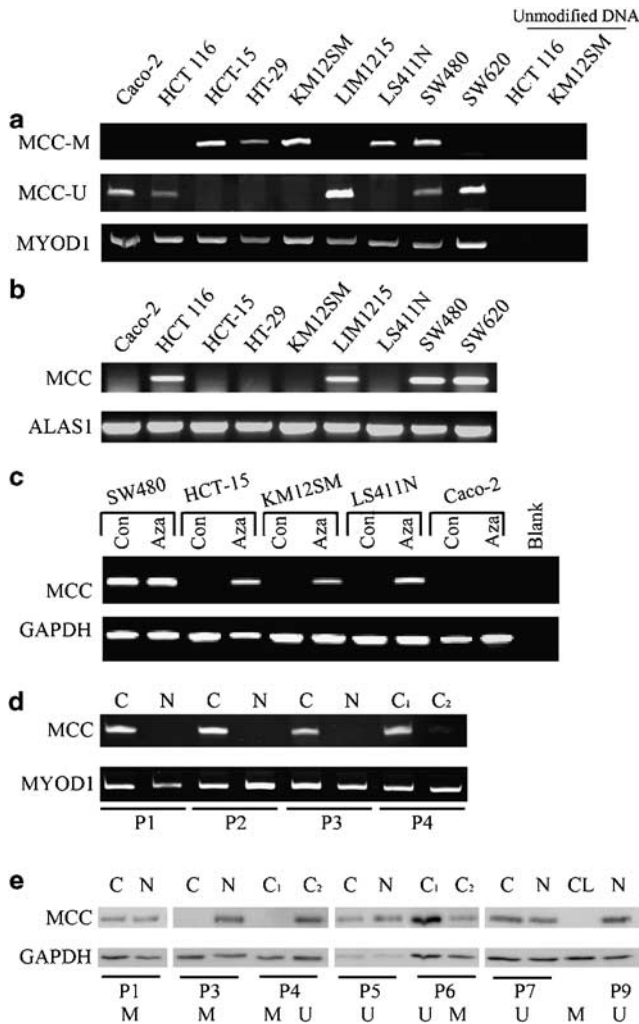 Unmodified DNA
Caco-2 HCT 116 HCT-15 HT-29 KM12SM LIM1215 LS411N SW480 SW620 HCT 116 KM12SM
a
MCC-M
MCC-U
MYOD1
b
Caco-2 HCT 116 HCT-15 HT-29 KM12SM LIM1215 LS411N SW480 SW620
MCC
ALAS1
c
SW480 HCT-15 KM12SM LS411N Caco-2
Con Aza Con Aza Con Aza Con Aza Con Aza Blank
MCC
GAPDH
d
C N C N C N C₁ C₂
MCC
MYOD1
P1 P2 P3 P4
e
C N C N C₁ C₂ C N C₁ C₂ C N CL N
MCC
GAPDH
P1 P3 P4 P5 P6 P7 P9
M M M U U U M U M U